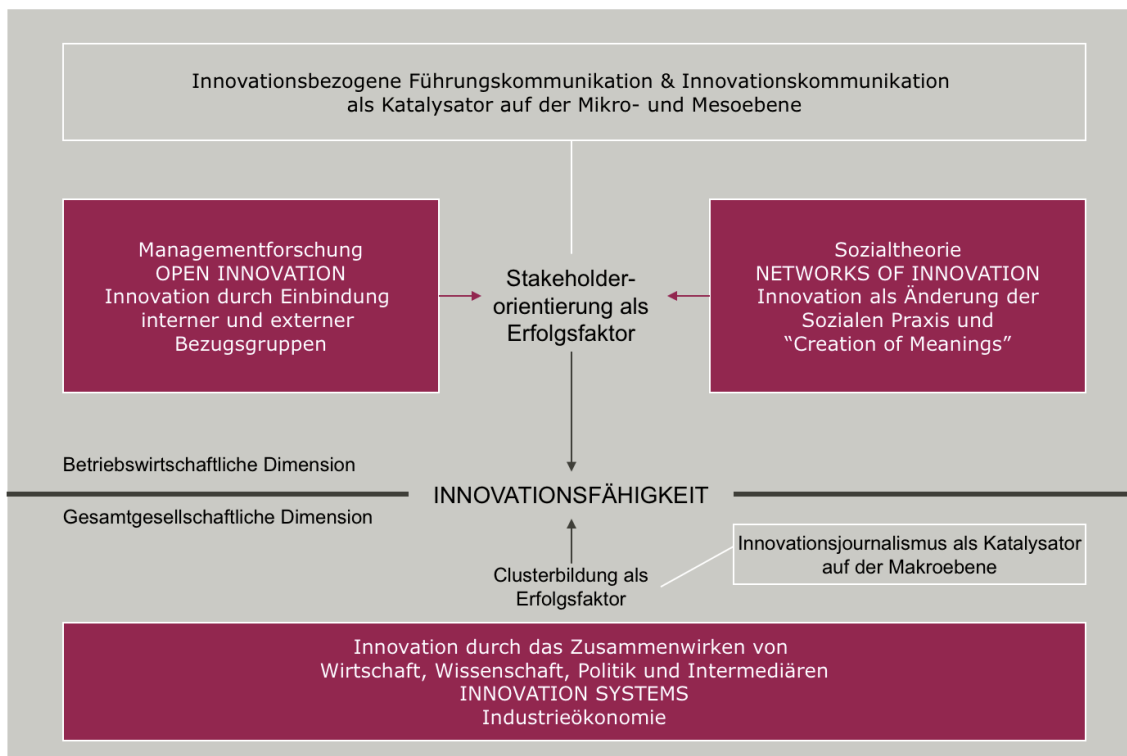 Innovationsbezogene Führungskommunikation & Innovationskommunikation
als Katalysator auf der Mikro- und Mesoebene
Managementforschung
OPEN INNOVATION
Innovation durch Einbindung
interner und externer
Bezugsgruppen
Stakeholder-
orientierung als
Erfolgsfaktor
Sozialtheorie
NETWORKS OF INNOVATION
Innovation als Änderung der
Sozialen Praxis und
“Creation of Meanings”
Betriebswirtschaftliche Dimension
INNOVATIONSFÄHIGKEIT
Gesamtgesellschaftliche Dimension
Innovationsjournalismus als Katalysator
auf der Makroebene
Clusterbildung als
Erfolgsfaktor
Innovation durch das Zusammenwirken von
Wirtschaft, Wissenschaft, Politik und Intermediären
INNOVATION SYSTEMS
Industrieökonomie